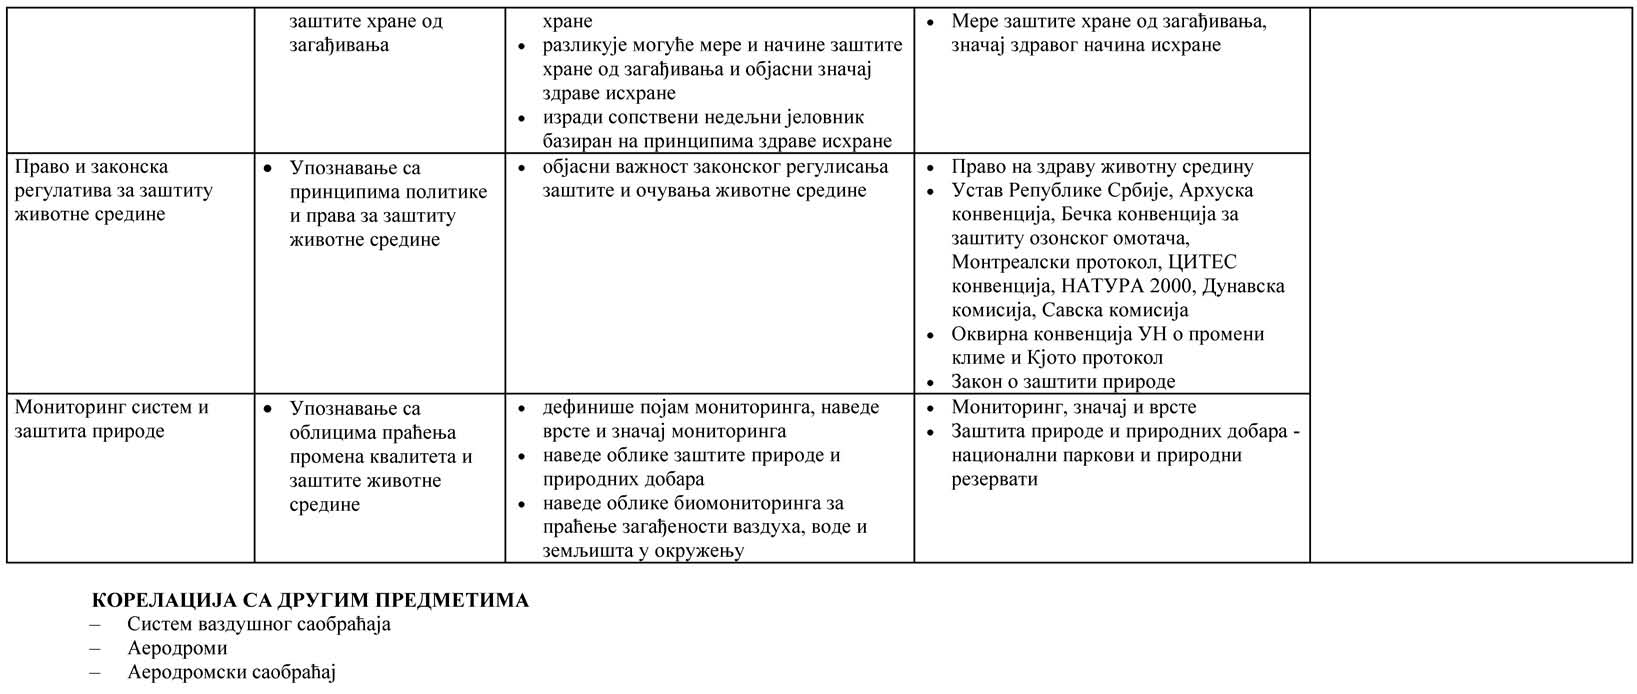 заштите хране од
загађивања
хране
• разликује могуће мере и начине заштите
хране од загађивања и објасни значај
здраве исхране
• изради сопствени недељни јеловник
базиран на принципима здраве исхране
• Мере заштите хране од загађивања,
значај здравог начина исхране
Право и законска
регулатива за заштиту
животне средине
• Упознавање са
принципима политике
и права за заштиту
животне средине
• објасни важност законског регулисања
заштите и очувања животне средине
• Право на здраву животну средину
• Устав Републике Србије, Архуска
конвенција, Бечка конвенција за
заштиту озонског омотача,
Монтреалски протокол, ЦИТЕС
конвенција, НАТУРА 2000, Дунавска
комисија, Савска комисија
• Оквирна конвенција УН о промени
климе и Кјото протокол
• Закон о заштити природе
Мониторинг систем и
заштита природе
• Упознавање са
облицима праћења
промена квалитета и
заштите животне
средине
• дефинише појам мониторинга, наведе
врсте и значај мониторинга
• наведе облике заштите природе и
природних добара
• наведе облике биомониторинга за
праћење загађености ваздуха, воде и
земљишта у окружењу
• Мониторинг, значај и врсте
• Заштита природе и природних добара -
национални паркови и природни
резервати
КОРЕЛАЦИЈА СА ДРУГИМ ПРЕДМЕТИМА
– Систем ваздушног саобраћаја
– Аеродроми
– Аеродромски саобраћај